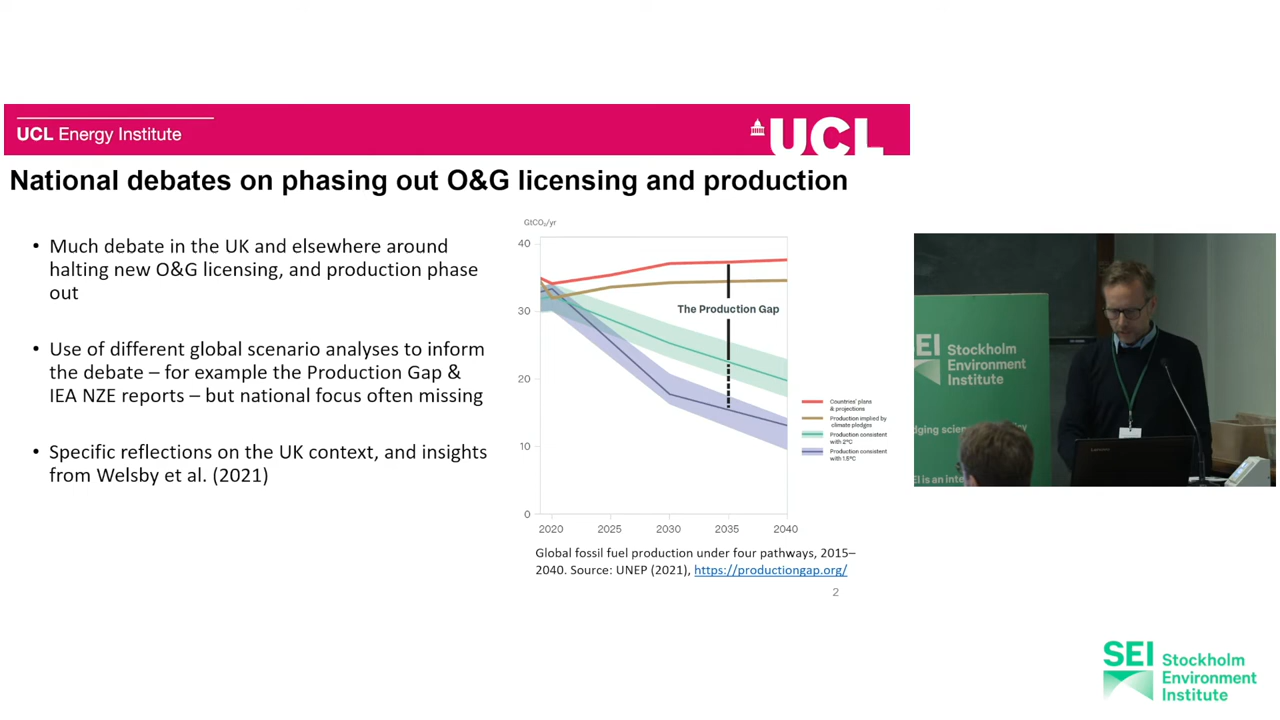 UCL Energy Institute
UCL
National debates on phasing out O&G licensing and production
• Much debate in the UK and elsewhere around
halting new O&G licensing, and production phase
out
• Use of different global scenario analyses to inform
the debate – for example the Production Gap &
IEA NZE reports – but national focus often missing
• Specific reflections on the UK context, and insights
from Welsby et al. (2021)
GtCO₂/yr
40
30
20
10
0
2020 2025 2030 2035 2040
The Production Gap
Countries' plans
& projections
Production implied by
climate pledges
Production consistent
with 2°C
Production consistent
with 1.5°C
Global fossil fuel production under four pathways, 2015–
2040. Source: UNEP (2021), https://productiongap.org/
2
SEI
Stockholm
Environment
Institute
Lenovo
SEI Stockholm
Environment
Institute